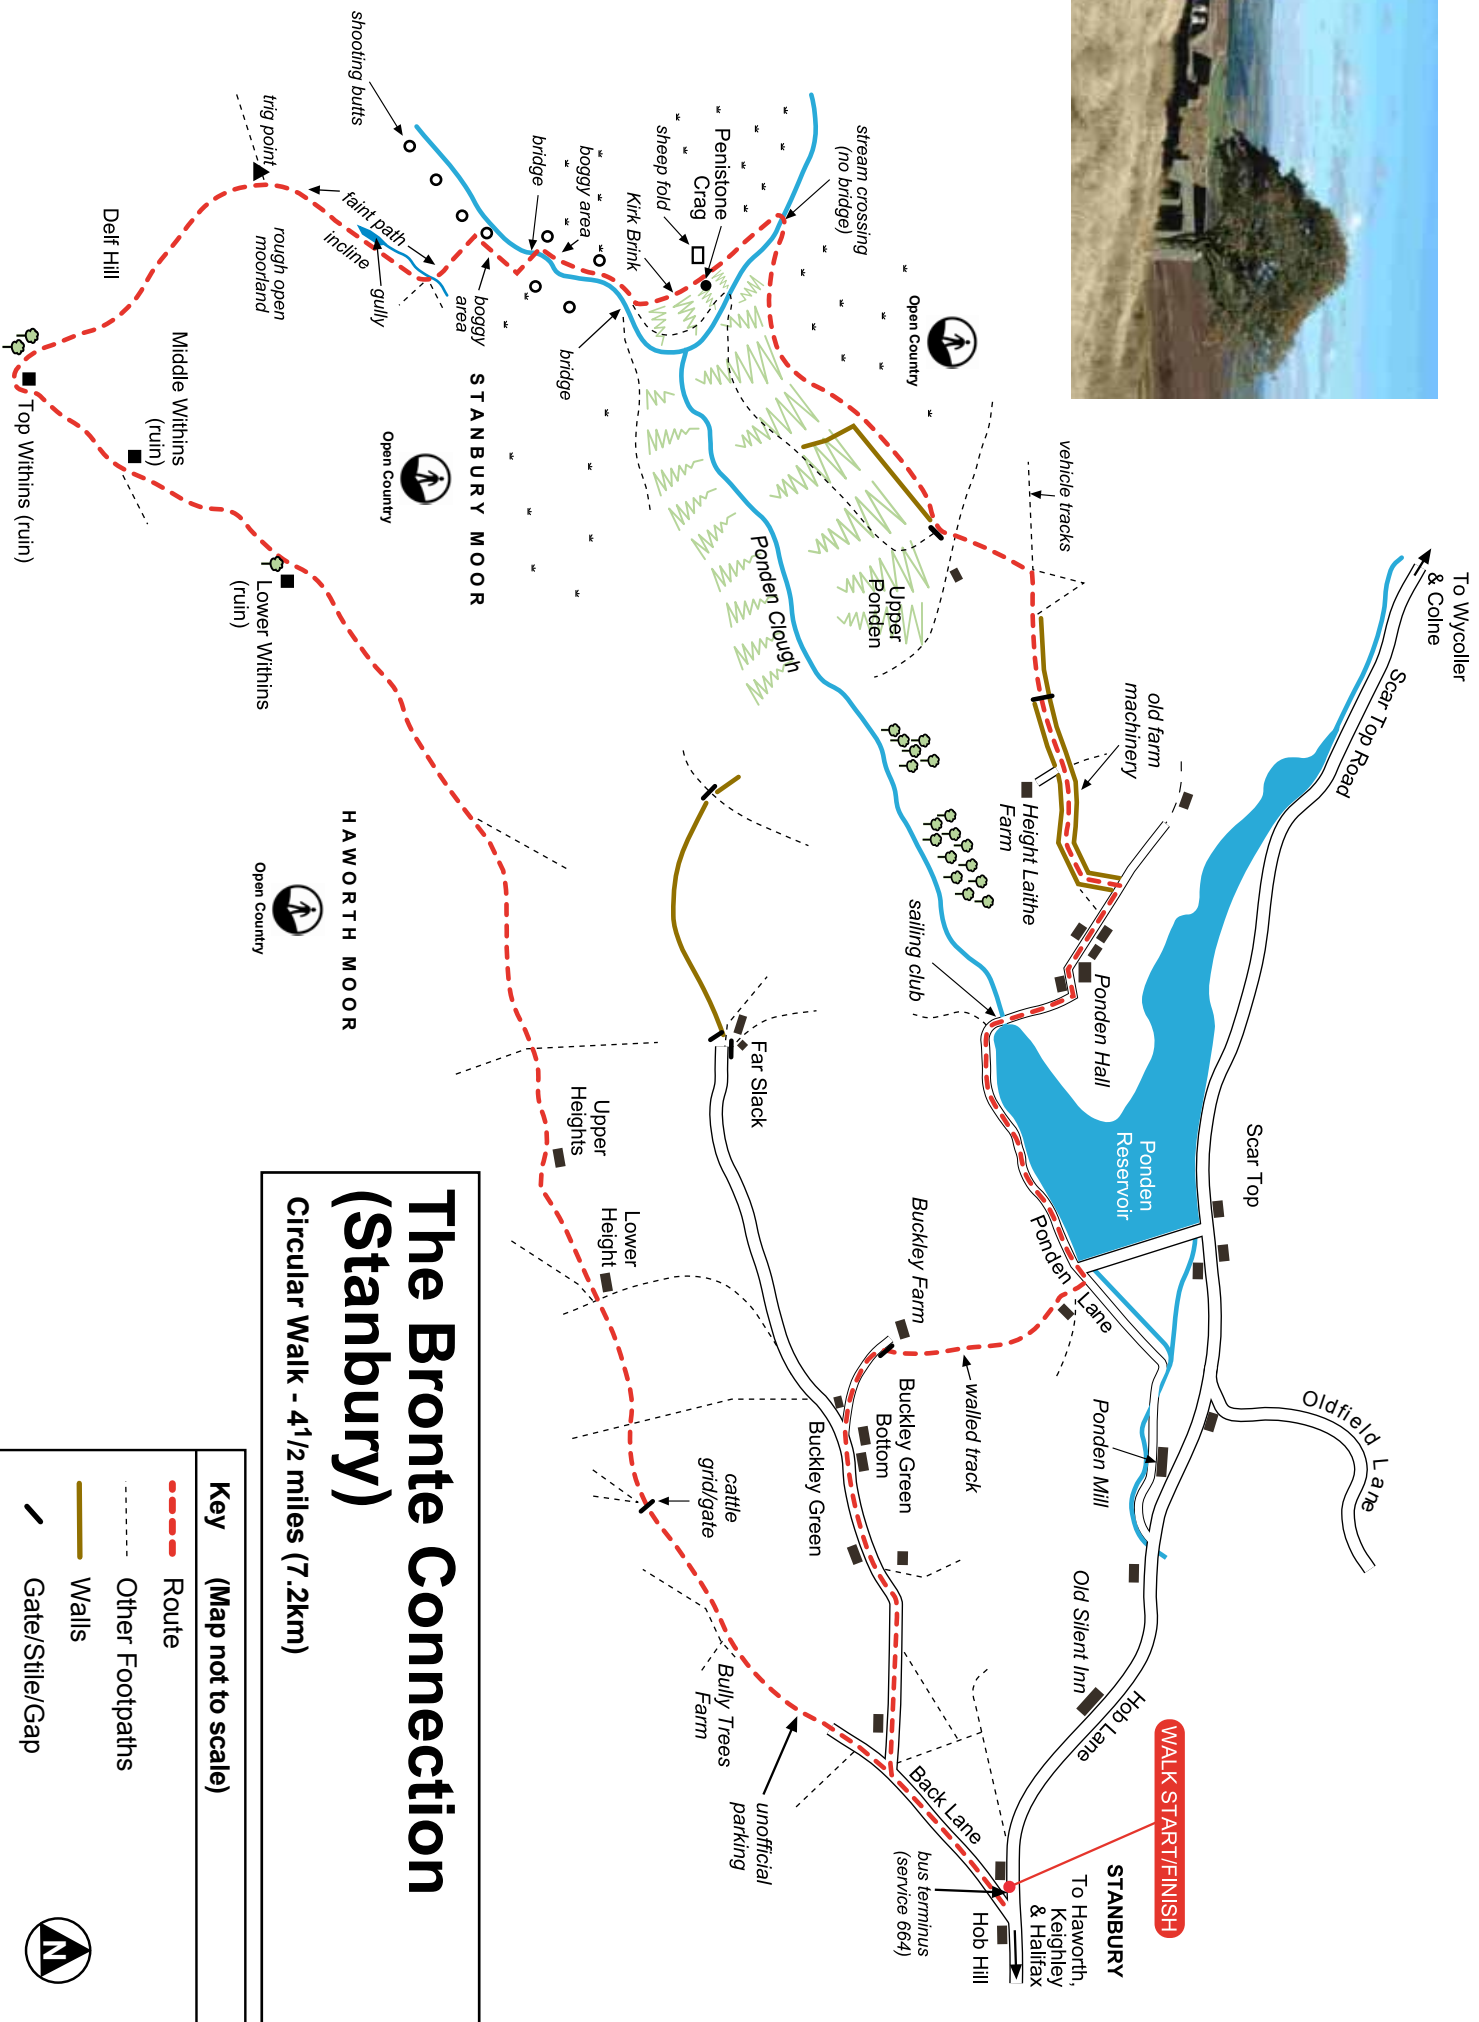 To Wycoller
& Colne
Scar Top Road
vehicle tracks
old farm
machinery
Height Laithe
Farm
Ponden Hall
sailing club
Ponden
Reservoir
Scar Top
Oldfield Lane
Ponden Lane
Ponden Mill
Old Silent Inn
Hob Lane
WALK START/FINISH
STANBURY
To Haworth,
Keighley
& Halifax
Hob Hill
bus terminus
(service 664)
Back Lane
unofficial
parking
Bully Trees
Farm
cattle
grid/gate
Buckley Green
Buckley Green
Bottom
walled track
Buckley Farm
Far Slack
Lower
Height
Upper
Heights
stream crossing
(no bridge)
Penistone
Crag
sheep fold
Kirk Brink
boggy area
bridge
shooting butts
trig point
faint path
incline
gully
rough open
moorland
boggy
area
bridge
Open Country
Upper
Ponden
Ponden Clough
STANBURY MOOR
Open Country
Delf Hill
Middle Withins
(ruin)
Top Withins (ruin)
Lower Withins
(ruin)
HAWORTH MOOR
Open Country
The Bronte Connection
(Stanbury)
Circular Walk - 4 1/2 miles (7.2km)
Key (Map not to scale)
Route
Other Footpaths
Walls
Gate/Stile/Gap
N